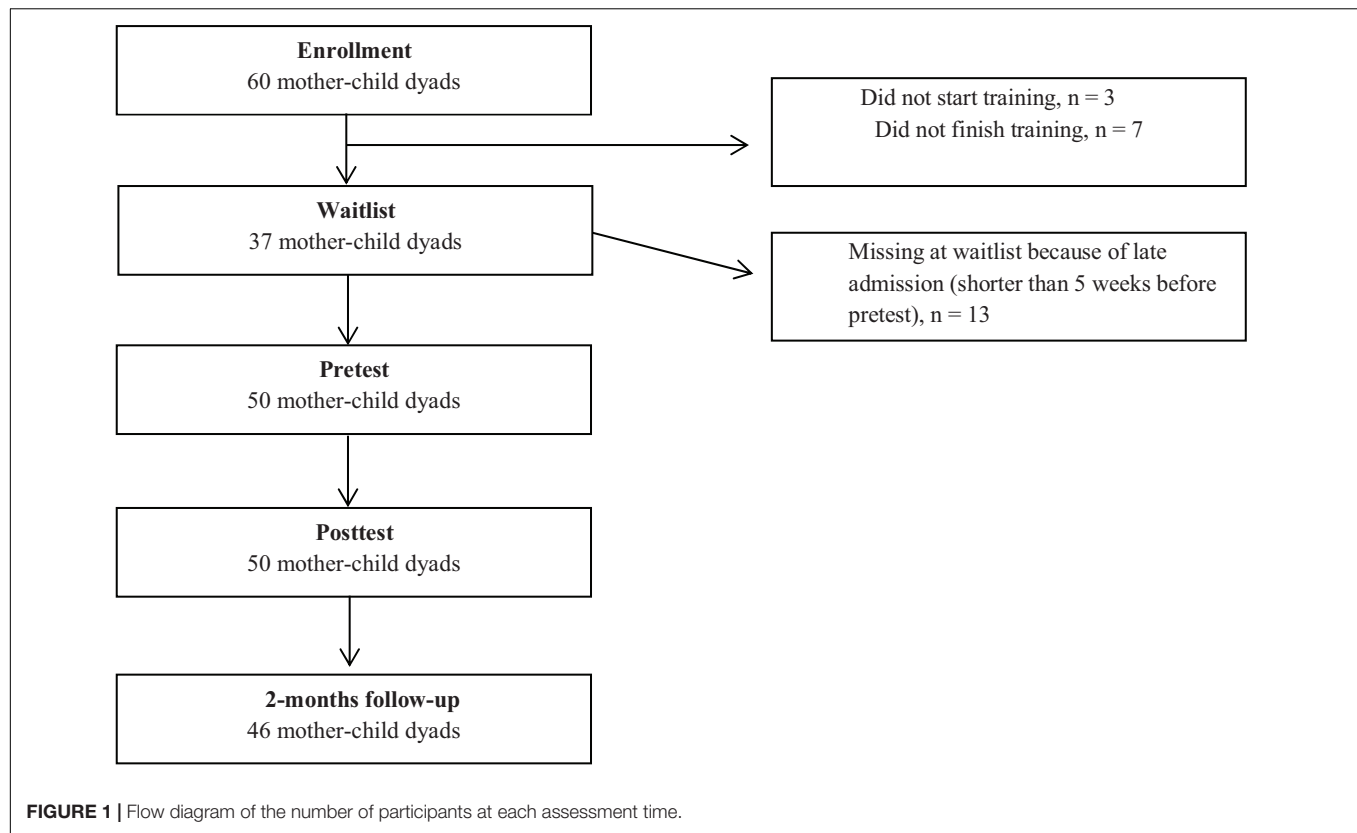 Enrollment
60 mother-child dyads
Did not start training, n = 3
Did not finish training, n = 7
Waitlist
37 mother-child dyads
Missing at waitlist because of late
admission (shorter than 5 weeks before
pretest), n = 13
Pretest
50 mother-child dyads
Posttest
50 mother-child dyads
2-months follow-up
46 mother-child dyads
FIGURE 1 | Flow diagram of the number of participants at each assessment time.